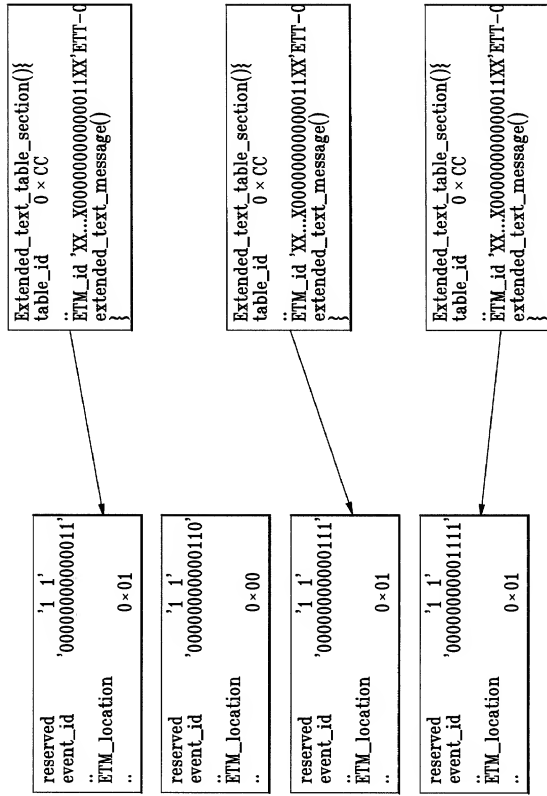 reserved '1 1'
event_id '00000000000011'
..
ETM_location 0×01
..
reserved '1 1'
event_id '00000000000110'
..
ETM_location 0×00
..
reserved '1 1'
event_id '00000000000111'
..
ETM_location 0×01
..
reserved '1 1'
event_id '00000000001111'
..
ETM_location 0×01
..
Extended_text_table_section(){
table_id 0×CC
..
ETM_id 'XX...X00000000000011XX'ETT-0
extended_text_message()
}
Extended_text_table_section(){
table_id 0×CC
..
ETM_id 'XX...X00000000000011XX'ETT-0
extended_text_message()
}
Extended_text_table_section(){
table_id 0×CC
..
ETM_id 'XX...X00000000000011XX'ETT-0
extended_text_message()
}